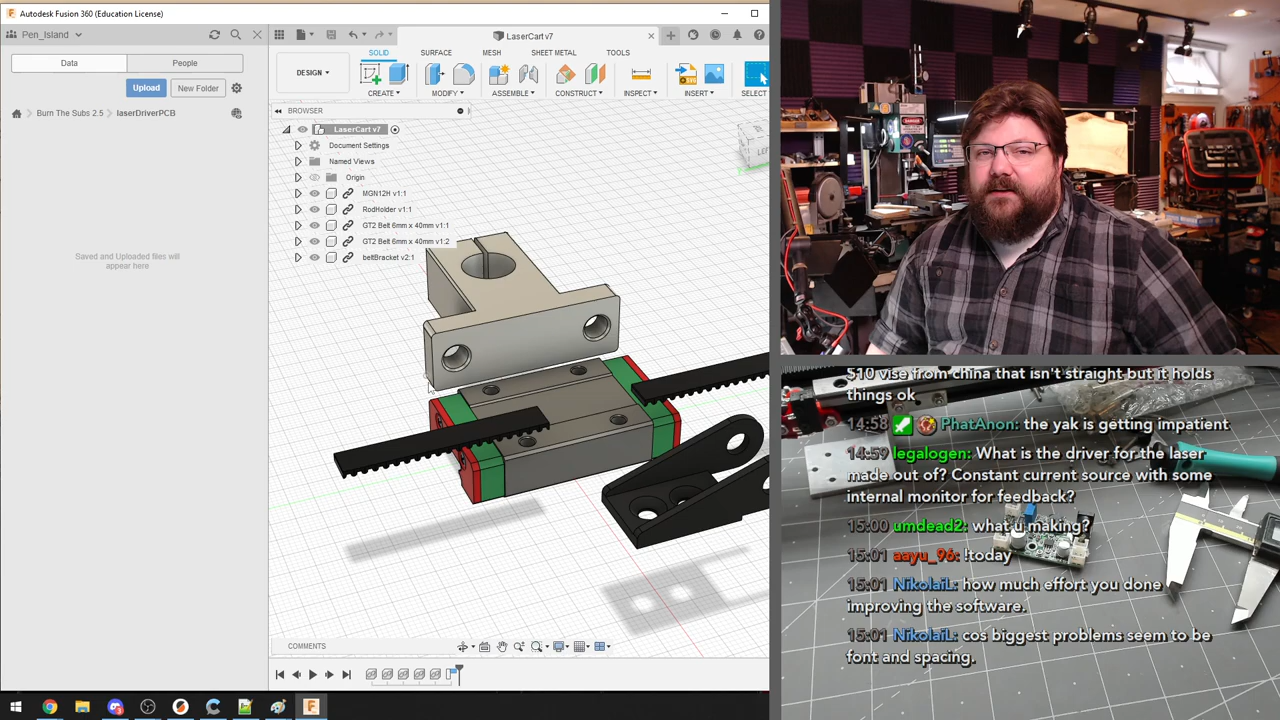 Autodesk Fusion 360 (Education License)
Pen_Island
LaserCart v7
Data
People
SOLID
SURFACE
MESH
SHEET METAL
TOOLS
Upload
New Folder
DESIGN
CREATE
MODIFY
ASSEMBLE
CONSTRUCT
INSPECT
INSERT
SELECT
Burn The Subs 2.5
laserDriverPCB
BROWSER
LaserCart v7
Document Settings
Named Views
Origin
MGN12H v1:1
RodHolder v1:1
GT2 Belt 6mm x 40mm v1:1
GT2 Belt 6mm x 40mm v1:2
beltBracket v2:1
LEFT
Saved and Uploaded files will
appear here
COMMENTS
DANGER
$10 vise from china that isn't straight but it holds
things ok
14:58 PhatAnon: the yak is getting impatient
14:59 legalogen: What is the driver for the laser
made out of? Constant current source with some
internal monitor for feedback?
15:00 umdead2: what u making?
15:01 aayu_96: !today
15:01 NikolaiL: how much effort you done
improving the software.
15:01 NikolaiL: cos biggest problems seem to be
font and spacing.